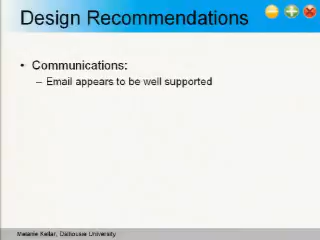 Design Recommendations
• Communications:
– Email appears to be well supported
Melanie Kellar, Dalhousie University